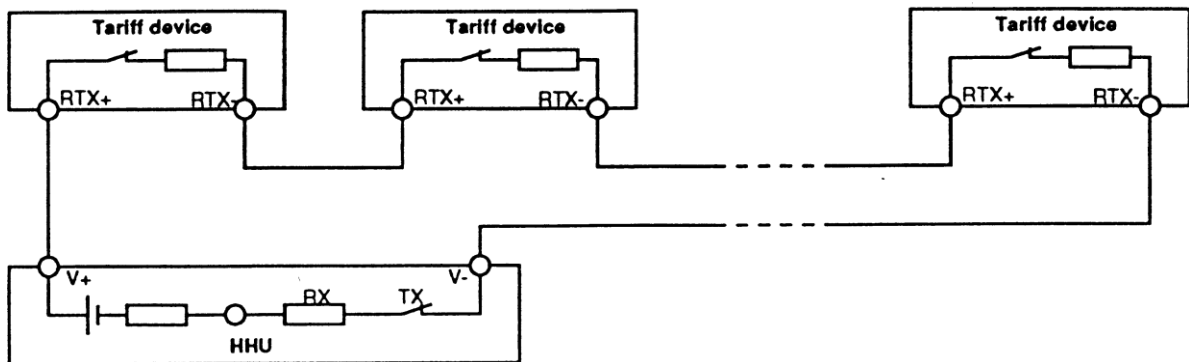 Tariff device
Tariff device
Tariff device
RTX+ RTX-
RTX+ RTX-
RTX+ RTX-
V+ V-
RX TX
HHU